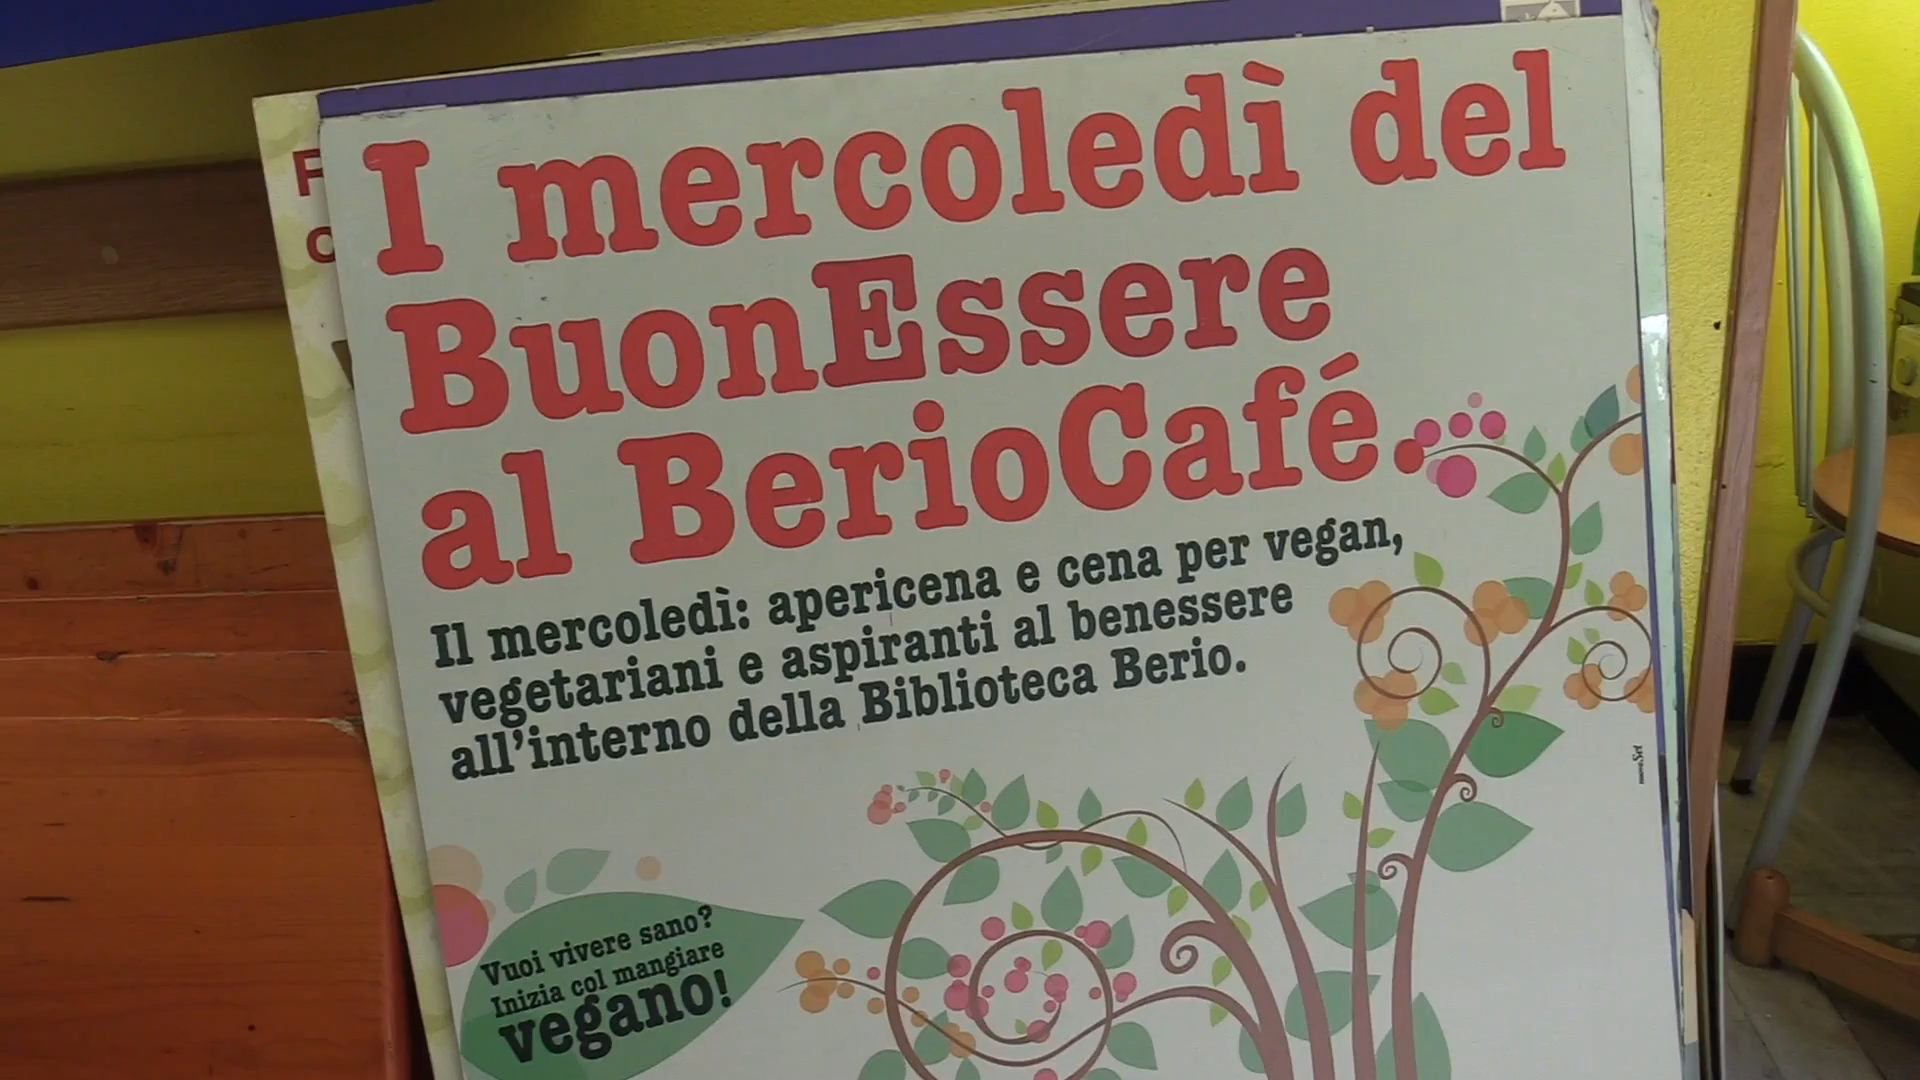 I mercoledì del
BuonEssere
al BerioCafé.
Il mercoledì: apericena e cena per vegan,
vegetariani e aspiranti al benessere
all'interno della Biblioteca Berio.
Vuoi vivere sano?
Inizia col mangiare
vegano!